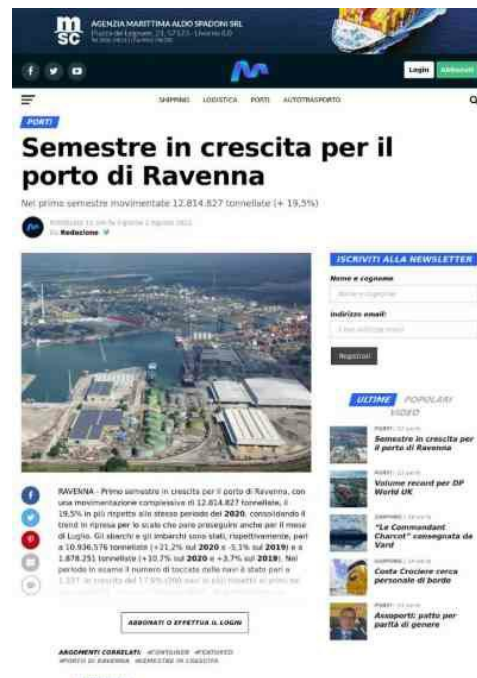 msc
AGENZIA MARITTIMA ALDO SPADONI SRL
Login
Abbonati
SHIPPING LOGISTICA PORTI AUTOTRASPORTO
PORTI
Semestre in crescita per il
porto di Ravenna
Nel primo semestre movimentate 12.814.827 tonnellate (+ 19,5%)
Redazione
ISCRIVITI ALLA NEWSLETTER
Nome e cognome
Nome e cognome
Indirizzo email:
Il tuo indirizzo email
Registrati
ULTIME POPOLARI
VIDEO
Semestre in crescita per
il porto di Ravenna
Volume record per DP
World UK
"Le Commandant
Charcot" consegnata da
Vard
Costa Crociere cerca
personale di bordo
Assoporti: patto per
parità di genere
RAVENNA - Primo semestre in crescita per il porto di Ravenna, con
una movimentazione complessiva di 12.814.827 tonnellate, il
19,5% in più rispetto allo stesso periodo del 2020, consolidando il
trend in ripresa per lo scalo che pare proseguire anche per il mese
di Luglio. Gli sbarchi e gli imbarchi sono stati, rispettivamente, pari
a 10.936.576 tonnellate (+21,2% sul 2020 e -5,1% sul 2019) e a
1.878.251 tonnellate (+10,7% sul 2020 e +3,7% sul 2019). Nel
periodo in esame il numero di toccate delle navi è stato pari a
ABBONATI O EFFETTUA IL LOGIN
ARGOMENTI CORRELATI: #CONTAINER #FEATURED
#PORTO DI RAVENNA #SEMESTRE IN CRESCITA